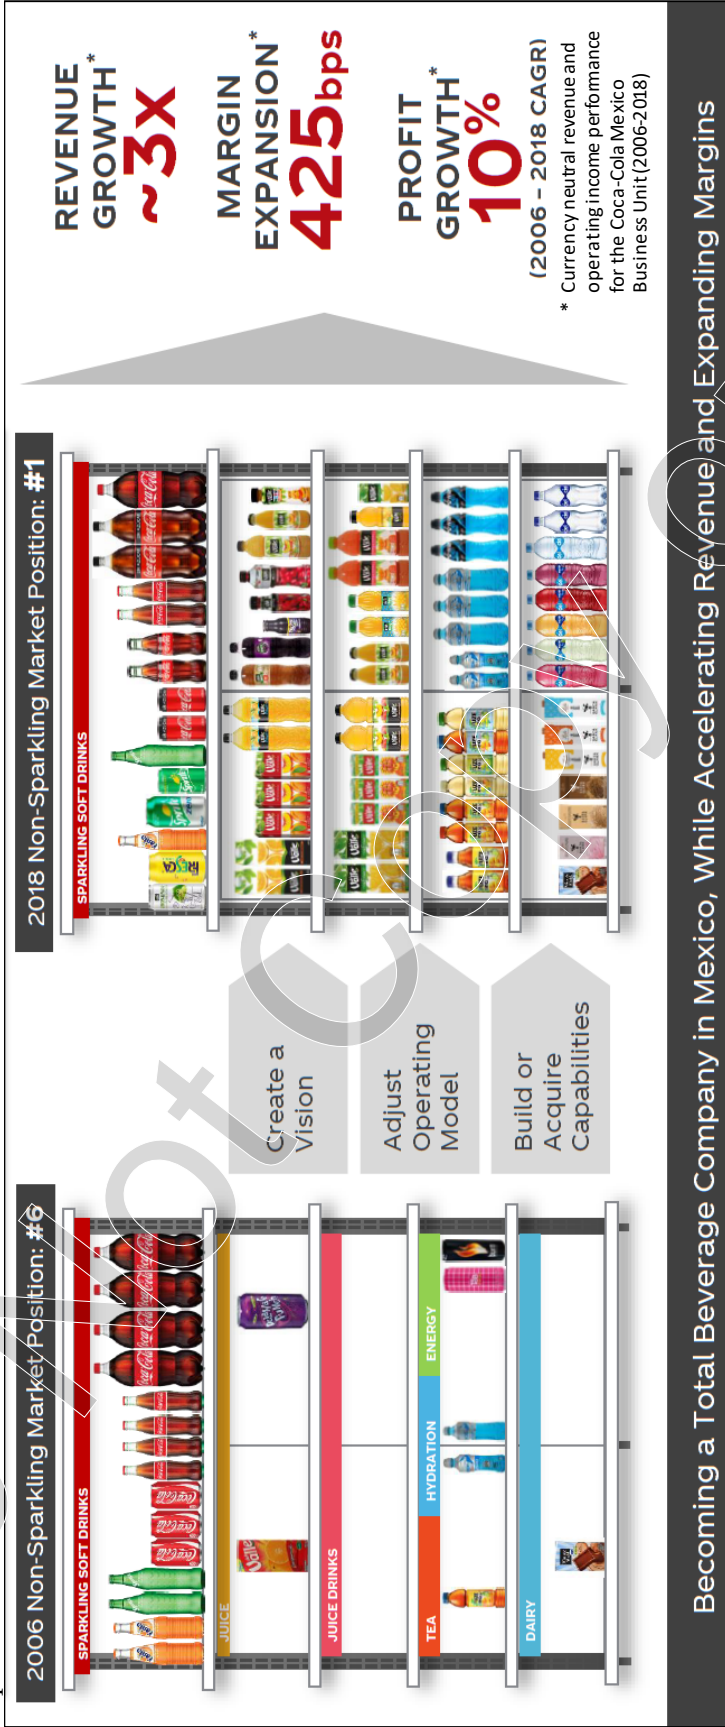 2006 Non-Sparkling Market Position: #6
SPARKLING SOFT DRINKS
JUICE
JUICE DRINKS
TEA
HYDRATION
ENERGY
DAIRY
Create a
Vision
Adjust
Operating
Model
Build or
Acquire
Capabilities
2018 Non-Sparkling Market Position: #1
SPARKLING SOFT DRINKS
REVENUE
GROWTH*
~3x
MARGIN
EXPANSION*
425bps
PROFIT
GROWTH*
10%
(2006 – 2018 CAGR)
* Currency neutral revenue and
operating income performance
for the Coca-Cola Mexico
Business Unit (2006-2018)
Becoming a Total Beverage Company in Mexico, While Accelerating Revenue and Expanding Margins
Not Copy